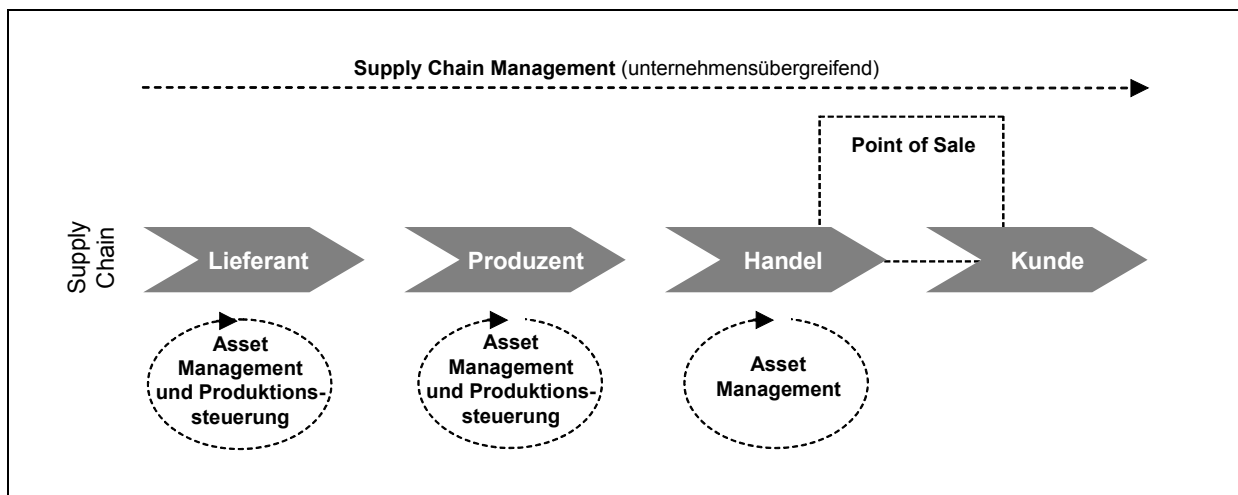 Supply Chain Management (unternehmensübergreifend)
Point of Sale
Supply
Chain
Lieferant
Produzent
Handel
Kunde
Asset
Management
und Produktions-
steuerung
Asset
Management
und Produktions-
steuerung
Asset
Management